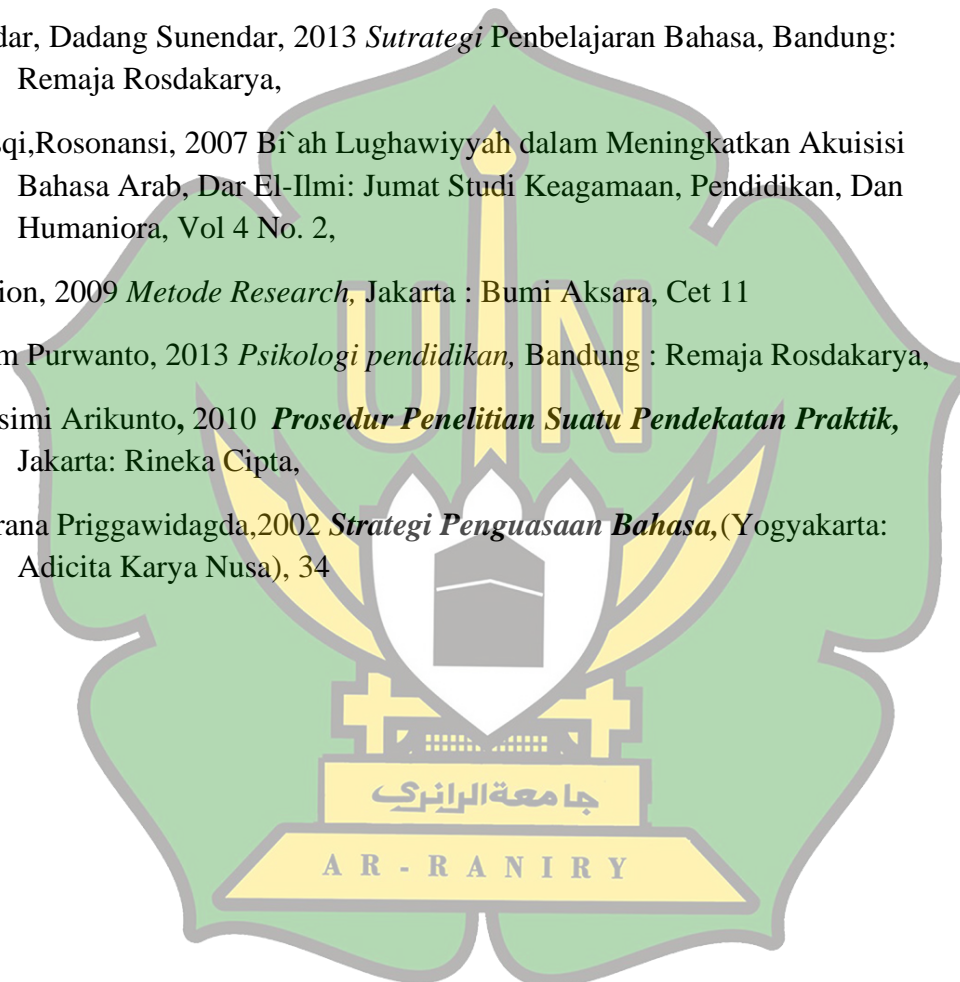 dar, Dadang Sunendar, 2013 Sutrategi Penbelajaran Bahasa, Bandung:
Remaja Rosdakarya,
qi,Rosonansi, 2007 Bi`ah Lughawiyyah dalam Meningkatkan Akuisisi
Bahasa Arab, Dar El-Ilmi: Jumat Studi Keagamaan, Pendidikan, Dan
Humaniora, Vol 4 No. 2,
ion, 2009 Metode Research, Jakarta : Bumi Aksara, Cet 11
m Purwanto, 2013 Psikologi pendidikan, Bandung : Remaja Rosdakarya,
simi Arikunto, 2010 Prosedur Penelitian Suatu Pendekatan Praktik,
Jakarta: Rineka Cipta,
rana Priggawidagda,2002 Strategi Penguasaan Bahasa,(Yogyakarta:
Adicita Karya Nusa), 34
UIN
جامعة الرانري
AR-RANIRY